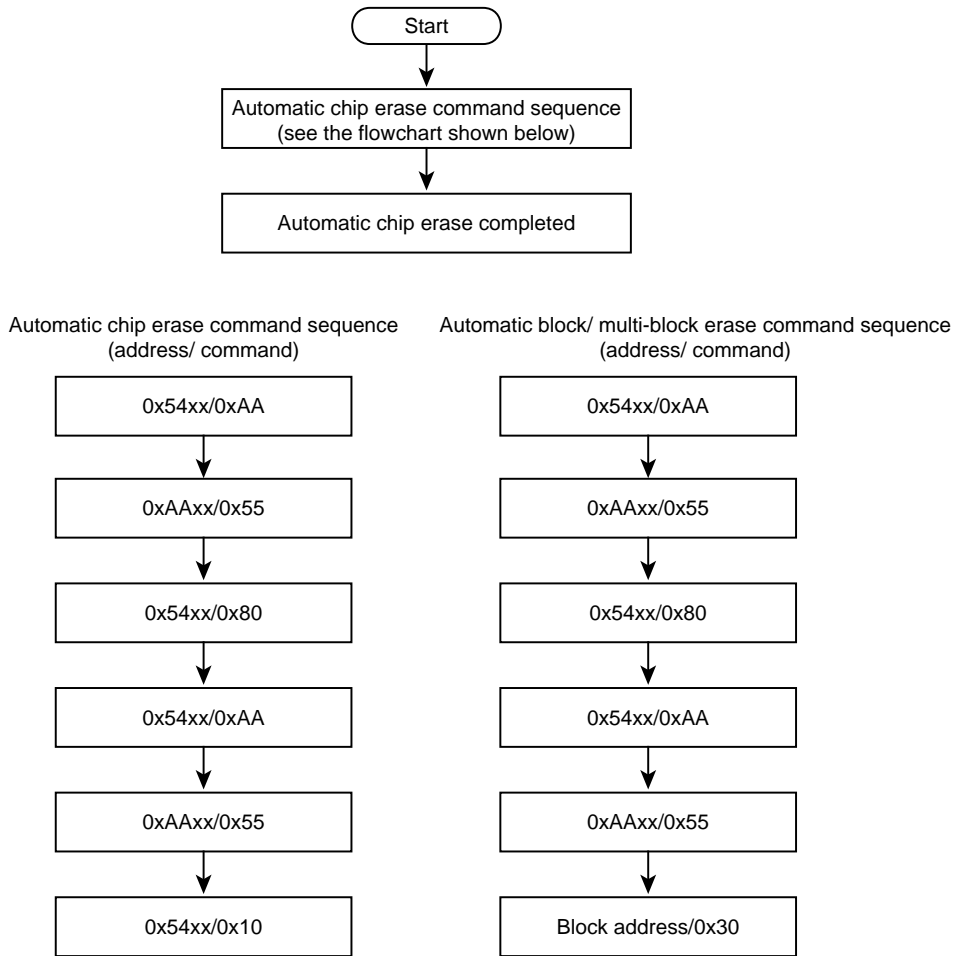 Start
Automatic chip erase command sequence
(see the flowchart shown below)
Automatic chip erase completed
Automatic chip erase command sequence
(address/ command)
0x54xx/0xAA
0xAAxx/0x55
0x54xx/0x80
0x54xx/0xAA
0xAAxx/0x55
0x54xx/0x10
Automatic block/ multi-block erase command sequence
(address/ command)
0x54xx/0xAA
0xAAxx/0x55
0x54xx/0x80
0x54xx/0xAA
0xAAxx/0x55
Block address/0x30